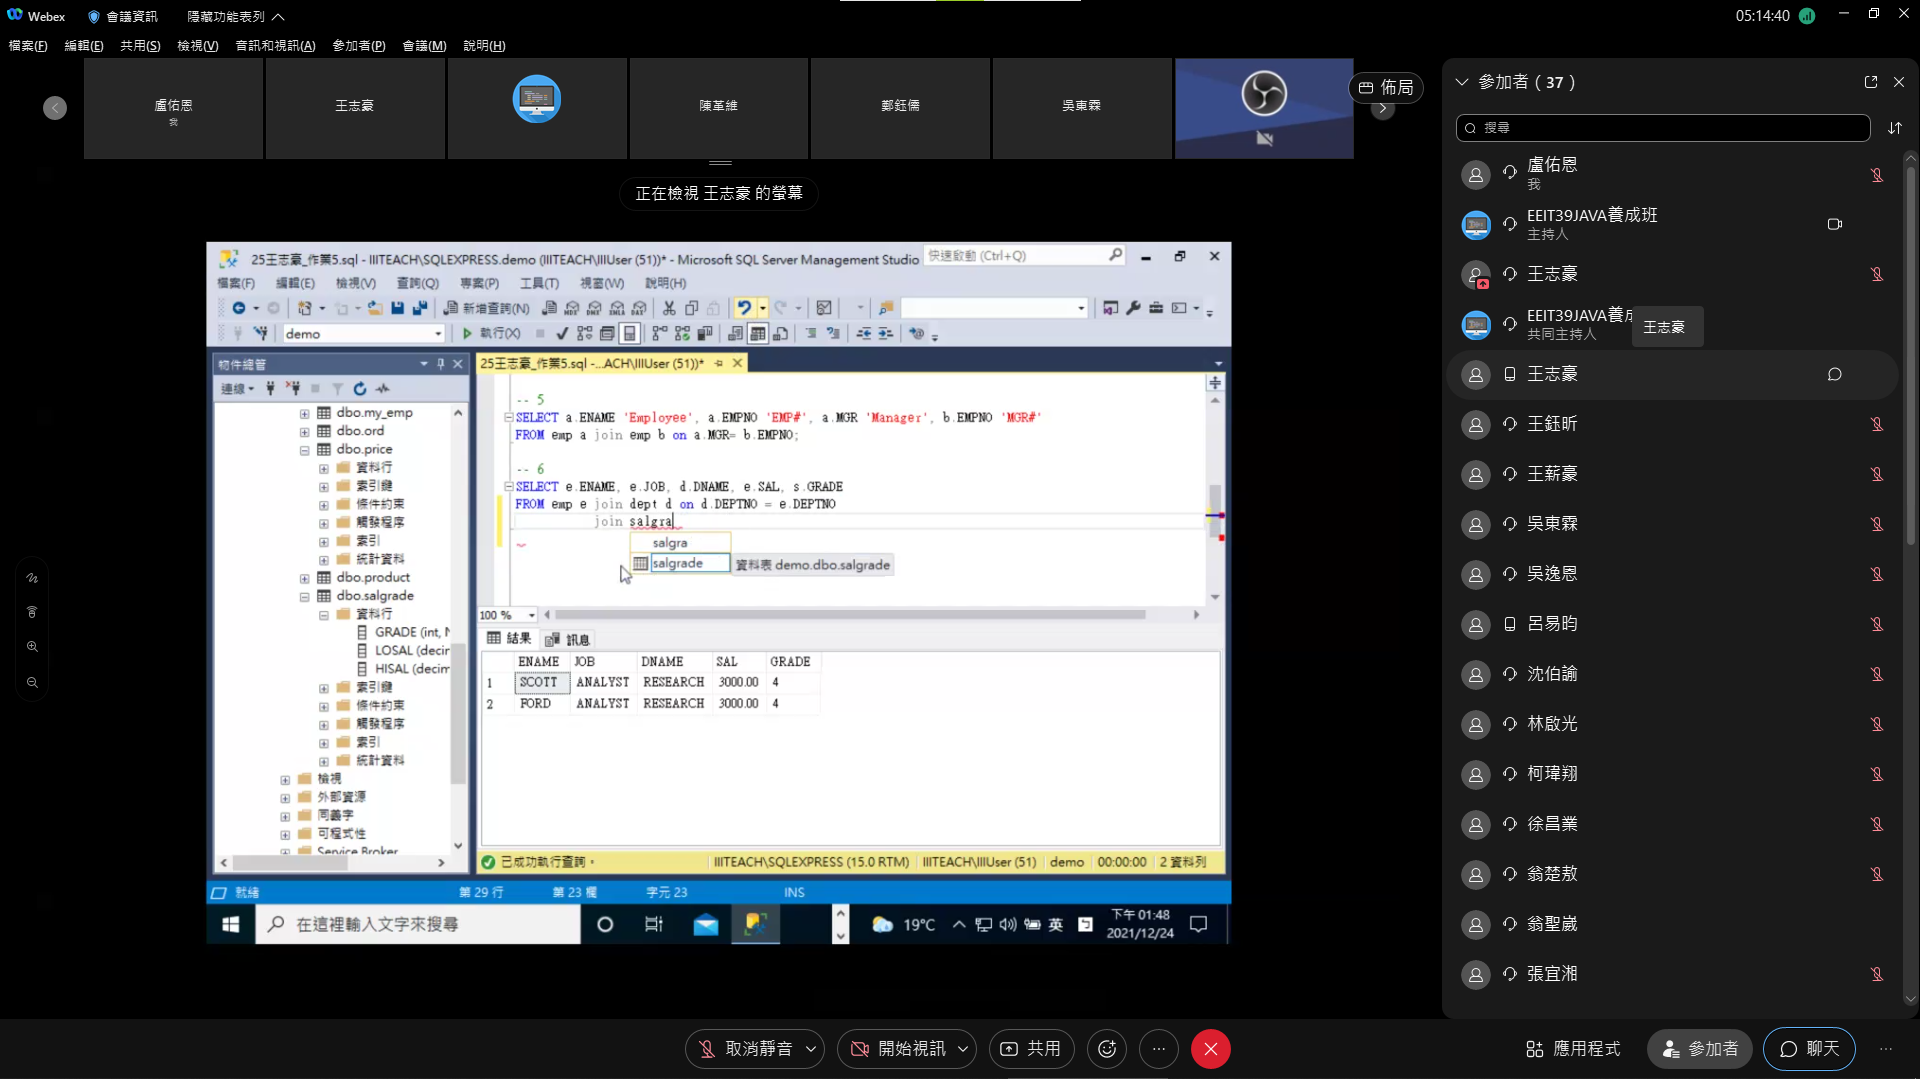 Webex
會議資訊
隱藏功能表列
05:14:40
檔案(F) 編輯(E) 共用(S) 檢視(V) 音訊和視訊(A) 參加者(P) 會議(M) 說明(H)
盧佑恩
我
王志豪
陳革維
鄭鈺儒
吳東霖
佈局
正在檢視 王志豪 的螢幕
25王志豪_作業5.sql - IIITEACH\SQLEXPRESS.demo (IIITEACH\IIIUser (51))* - Microsoft SQL Server Management Studio
快速啟動 (Ctrl+Q)
檔案(F) 編輯(E) 檢視(V) 查詢(Q) 專案(P) 工具(T) 視窗(W) 說明(H)
新增查詢(N)
demo
執行(X)
物件總管
連線
dbo.my_emp
dbo.ord
dbo.price
資料行
索引鍵
條件約束
觸發程序
索引
統計資料
dbo.product
dbo.salgrade
資料行
GRADE (int, N
LOSAL (decir
HISAL (decim
索引鍵
條件約束
觸發程序
索引
統計資料
檢視
外部資源
同義字
可程式性
Service Broker
25王志豪_作業5.sql -...ACH\IIIUser (51))*
-- 5
SELECT a.ENAME 'Employee', a.EMPNO 'EMP#', a.MGR 'Manager', b.EMPNO 'MGR#'
FROM emp a join emp b on a.MGR= b.EMPNO;
-- 6
SELECT e.ENAME, e.JOB, d.DNAME, e.SAL, s.GRADE
FROM emp e join dept d on d.DEPTNO = e.DEPTNO
join salgra
salgra
salgrade
資料表 demo.dbo.salgrade
100 %
結果 訊息
ENAME JOB DNAME SAL GRADE
1 SCOTT ANALYST RESEARCH 3000.00 4
2 FORD ANALYST RESEARCH 3000.00 4
已成功執行查詢。
IIITEACH\SQLEXPRESS (15.0 RTM) IIITEACH\IIIUser (51) demo 00:00:00 2 資料列
就緒 第 29 行 第 23 欄 字元 23 INS
在這裡輸入文字來搜尋
19°C
英
下午 01:48
2021/12/24
參加者 ( 37 )
搜尋
盧佑恩
我
EEIT39JAVA養成班
主持人
王志豪
EEIT39JAVA養成
共同主持人
王志豪
王志豪
王鈺昕
王薪豪
吳東霖
吳逸恩
呂易昀
沈伯諭
林啟光
柯瑋翔
徐昌業
翁楚敖
翁聖崴
張宜湘
取消靜音
開始視訊
共用
應用程式
參加者
聊天